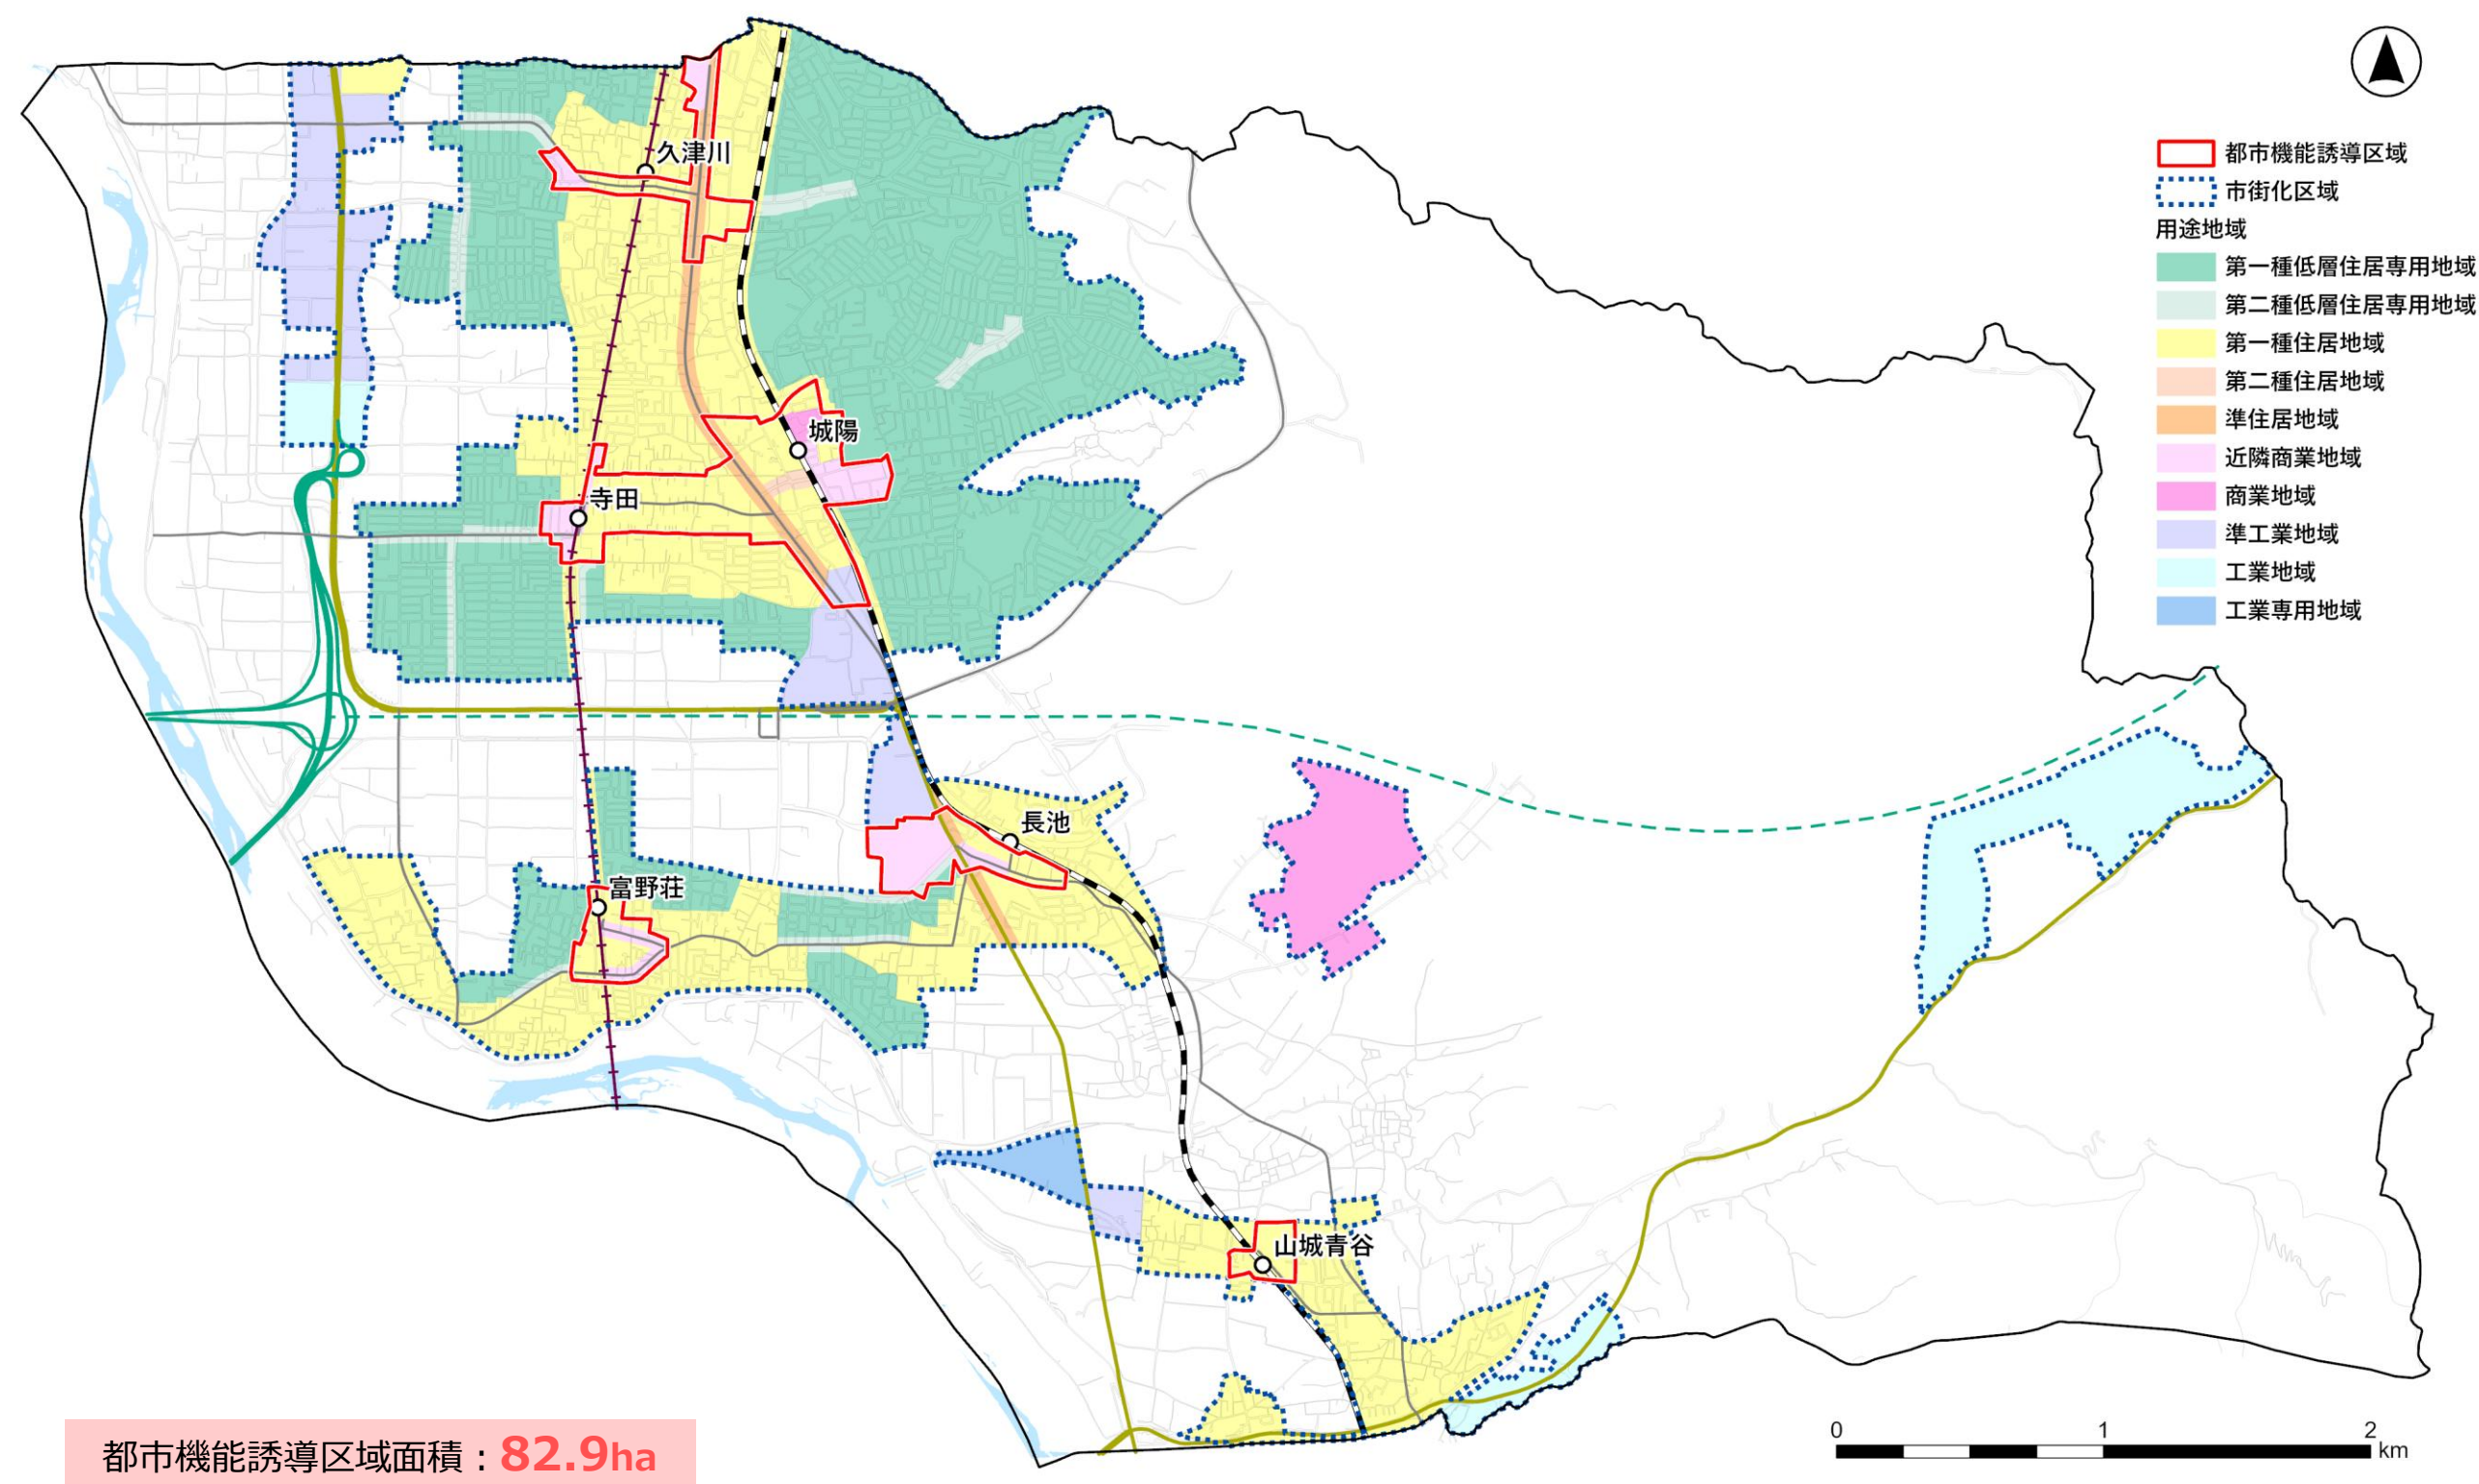 都市機能誘導区域
市街化区域
用途地域
第一種低層住居専用地域
第二種低層住居専用地域
第一種住居地域
第二種住居地域
準住居地域
近隣商業地域
商業地域
準工業地域
工業地域
工業専用地域
久津川
城陽
寺田
長池
富野荘
山城青谷
0 1 2 km
都市機能誘導区域面積：82.9ha